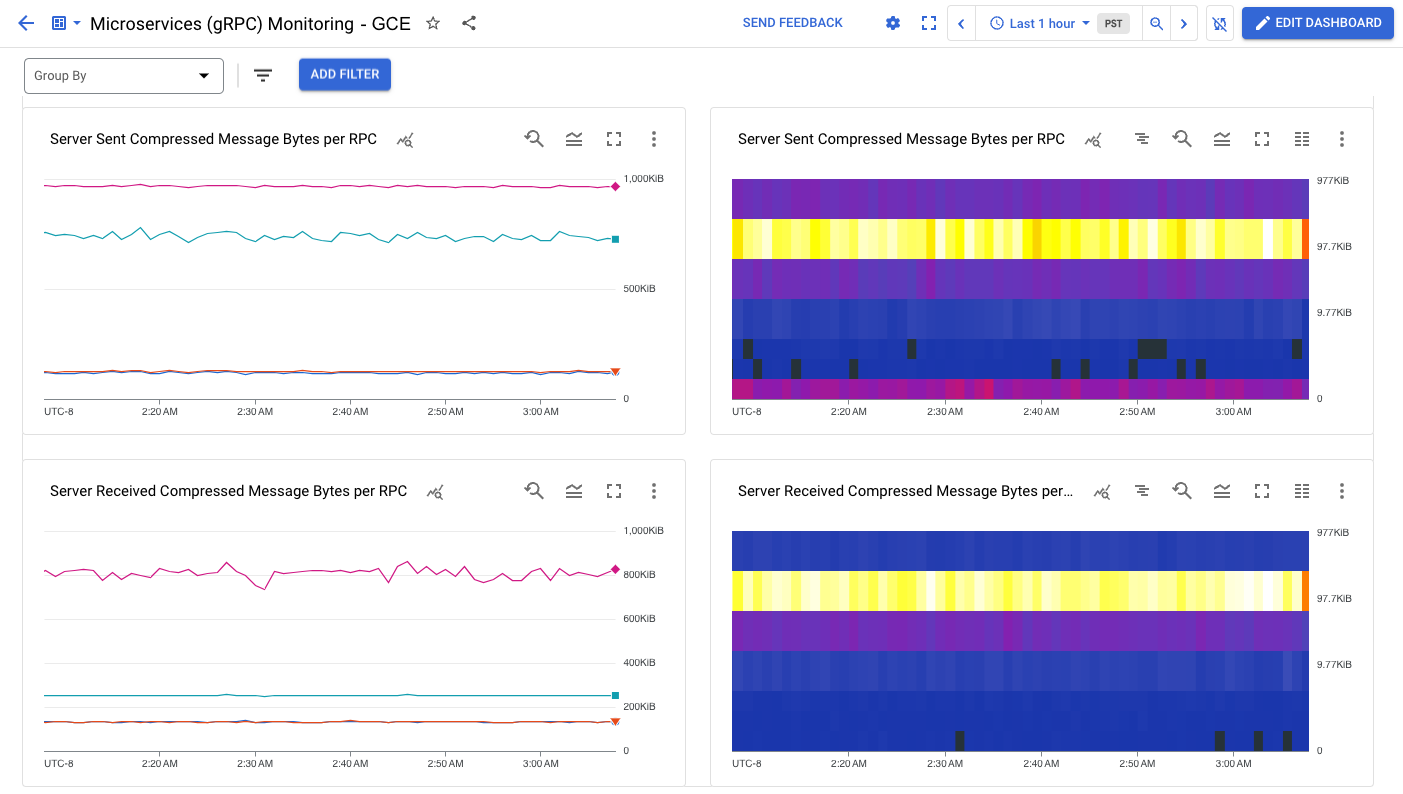 Microservices (gRPC) Monitoring - GCE
SEND FEEDBACK
Last 1 hour
PST
EDIT DASHBOARD
Group By
ADD FILTER
Server Sent Compressed Message Bytes per RPC
1,000KiB
500KiB
0
UTC-8
2:20 AM
2:30 AM
2:40 AM
2:50 AM
3:00 AM
Server Sent Compressed Message Bytes per RPC
977KiB
97.7KiB
9.77KiB
0
UTC-8
2:20 AM
2:30 AM
2:40 AM
2:50 AM
3:00 AM
Server Received Compressed Message Bytes per RPC
1,000KiB
800KiB
600KiB
400KiB
200KiB
0
UTC-8
2:20 AM
2:30 AM
2:40 AM
2:50 AM
3:00 AM
Server Received Compressed Message Bytes per...
977KiB
97.7KiB
9.77KiB
0
UTC-8
2:20 AM
2:30 AM
2:40 AM
2:50 AM
3:00 AM